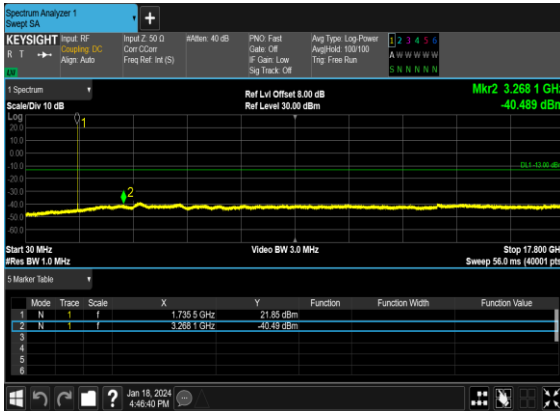 Spectrum Analyzer 1
Swept SA
+
KEYSIGHT Input: RF Input Z: 50 Ω #Atten: 40 dB PNO: Fast Avg Type: Log-Power 1 2 3 4 5 6
R T Coupling: DC Corr CCorr Gate: Off Avg|Hold: 100/100 A W W W W W
Align: Auto Freq Ref: Int (S) IF Gain: Low Trig: Free Run S N N N N N
Sig Track: Off
1 Spectrum Ref Lvl Offset 8.00 dB Mkr2 3.268 1 GHz
Scale/Div 10 dB Ref Level 30.00 dBm -40.489 dBm
Log
20.0
10.0
0.00
-10.0
-20.0
-30.0
-40.0
-50.0
-60.0
1
2
DL1 -13.00 dBm
Start 30 MHz Video BW 3.0 MHz Stop 17.800 GHz
#Res BW 1.0 MHz Sweep 56.0 ms (40001 pts)
5 Marker Table
Mode Trace Scale X Y Function Function Width Function Value
1 N 1 f 1.735 5 GHz 21.85 dBm
2 N 1 f 3.268 1 GHz -40.49 dBm
3
4
5
6
? Jan 18, 2024
4:46:40 PM